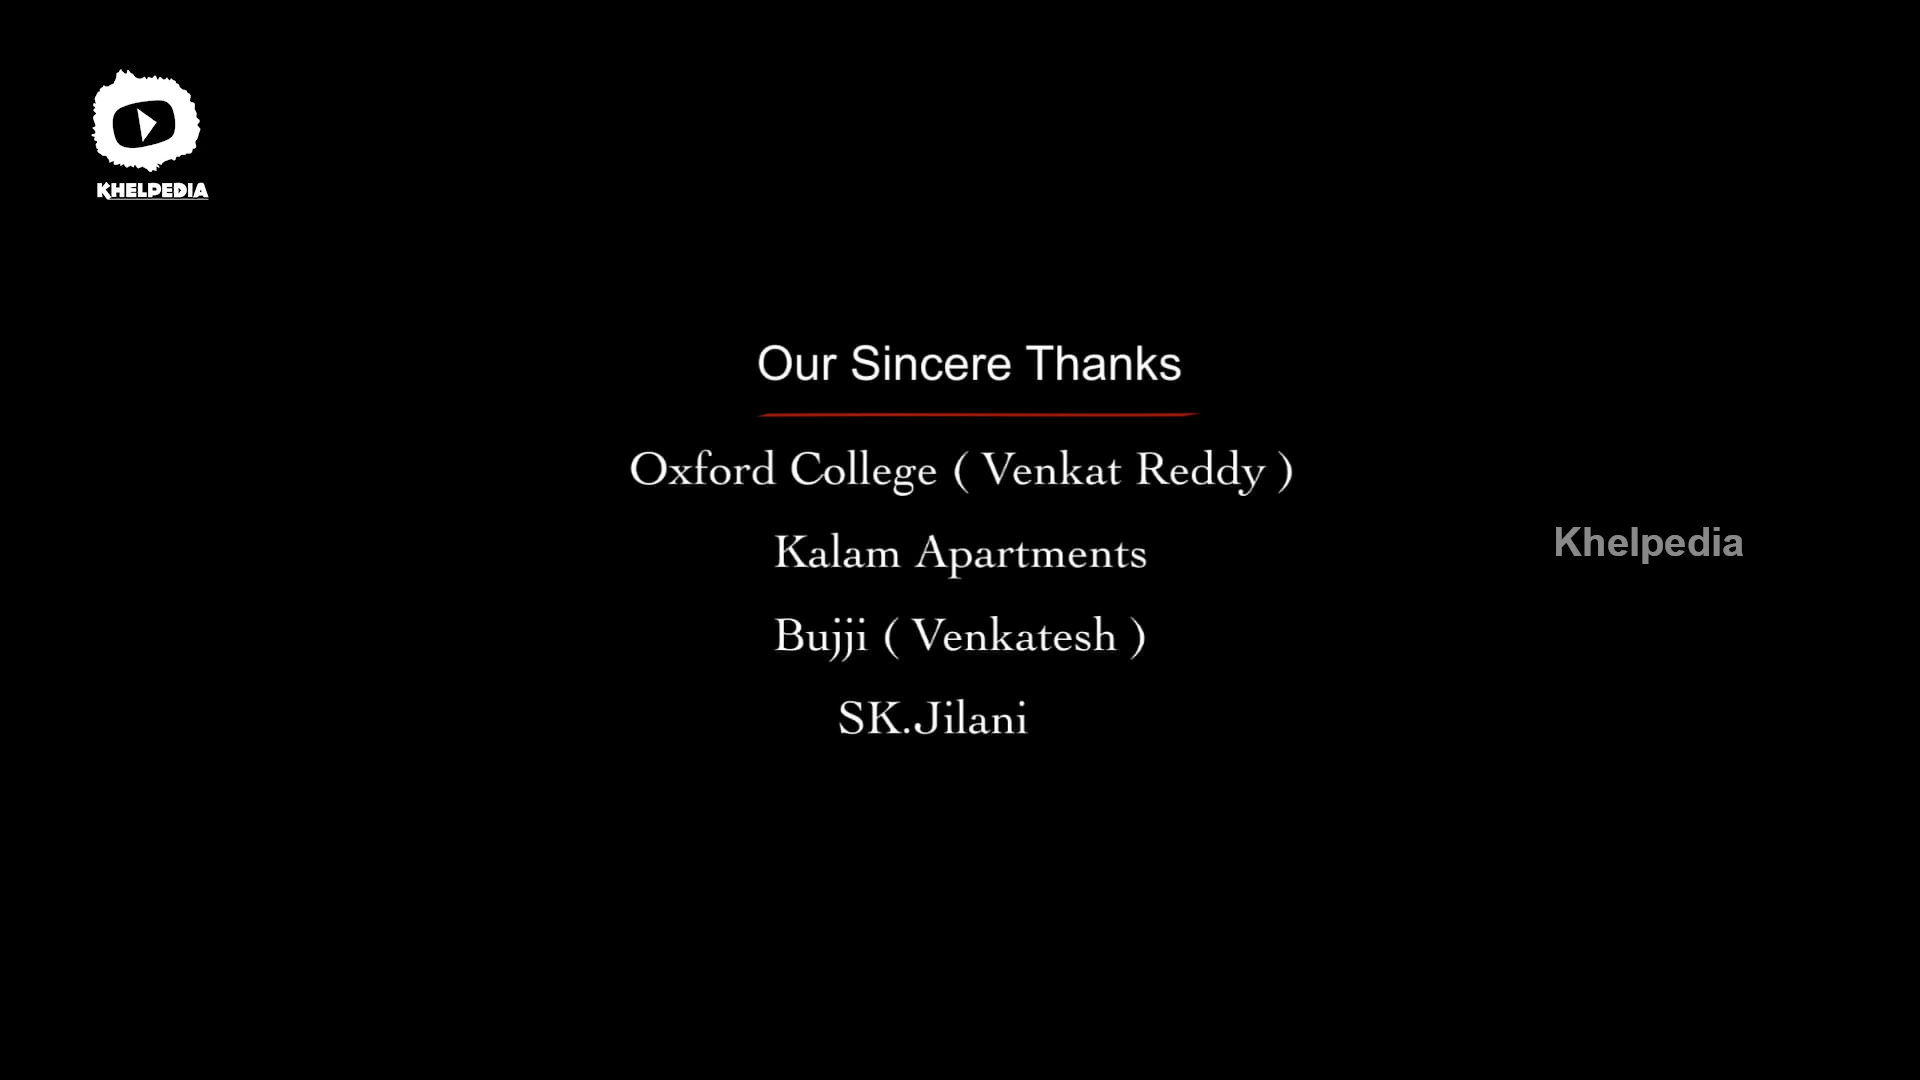 KHELPEDIA
Our Sincere Thanks
Oxford College ( Venkat Reddy )
Kalam Apartments
Khelpedia
Bujji ( Venkatesh )
SK.Jilani